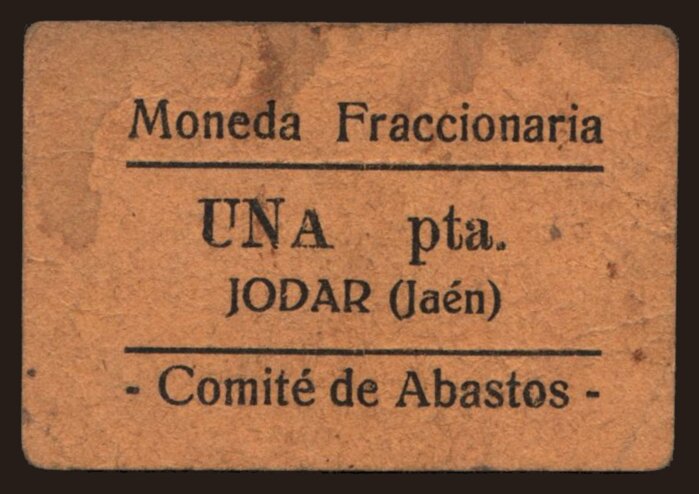 Moneda Fraccionaria
UNA pta.
JODAR (Jaén)
- Comité de Abastos -